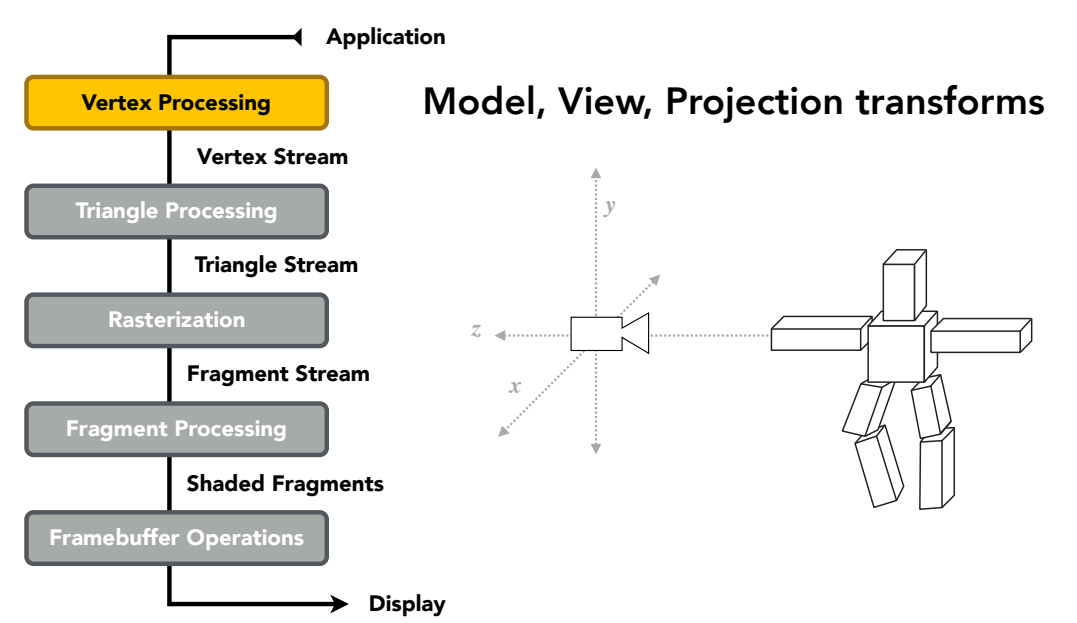 Application
Vertex Processing
Vertex Stream
Triangle Processing
Triangle Stream
Rasterization
Fragment Stream
Fragment Processing
Shaded Fragments
Framebuffer Operations
Display
Model, View, Projection transforms
y
z
x